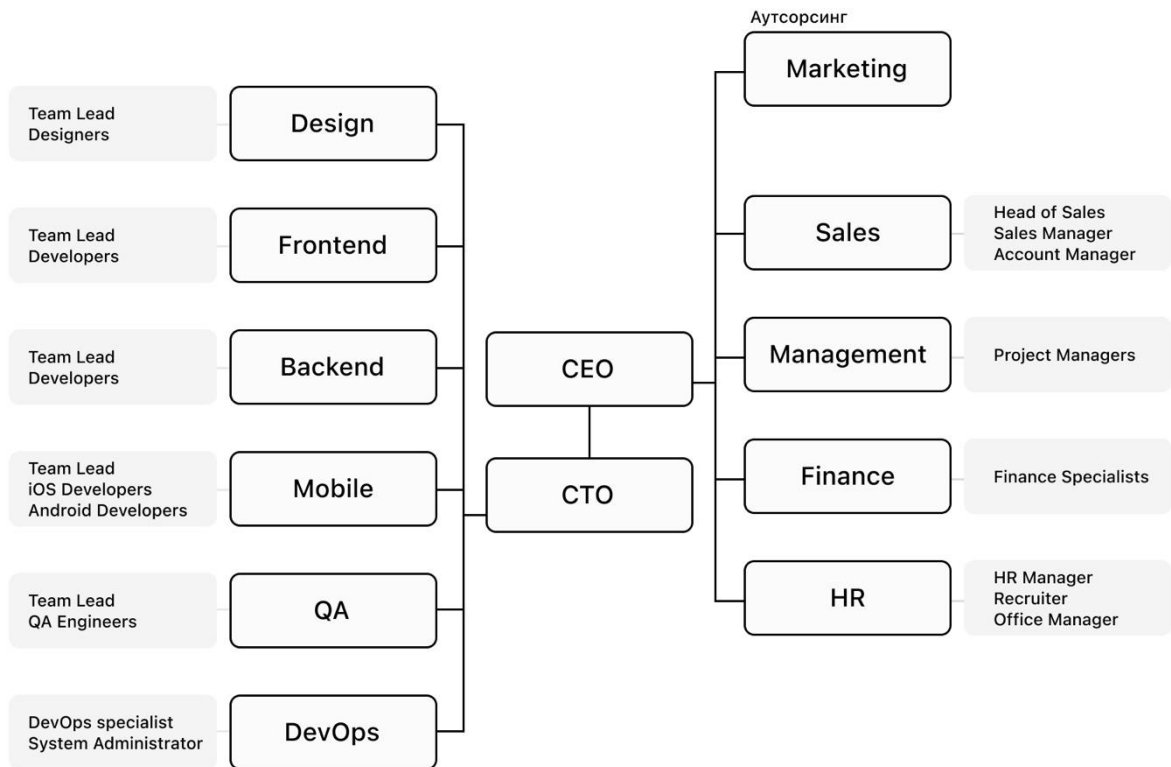 Аутсорсинг
Marketing
Team Lead
Designers
Design
Team Lead
Developers
Frontend
Sales
Head of Sales
Sales Manager
Account Manager
Team Lead
Developers
Backend
CEO
Management
Project Managers
Team Lead
iOS Developers
Android Developers
Mobile
CTO
Finance
Finance Specialists
Team Lead
QA Engineers
QA
HR
HR Manager
Recruiter
Office Manager
DevOps specialist
System Administrator
DevOps